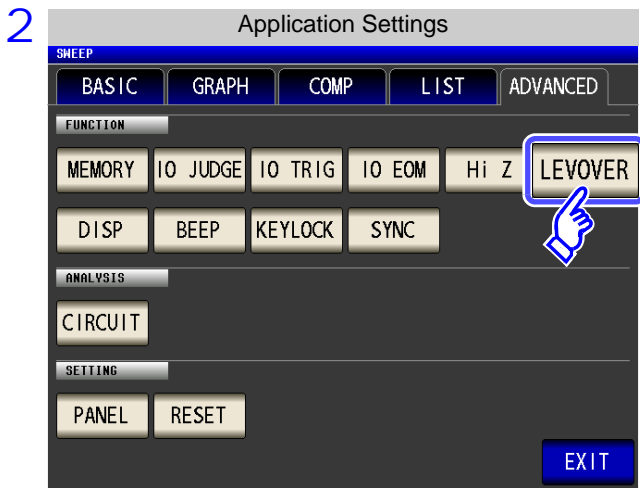 2
Application Settings
SWEEP
BASIC GRAPH COMP LIST ADVANCED
FUNCTION
MEMORY IO JUDGE IO TRIG IO EOM Hi Z LEVOVER
DISP BEEP KEYLOCK SYNC
ANALYSIS
CIRCUIT
SETTING
PANEL RESET
EXIT